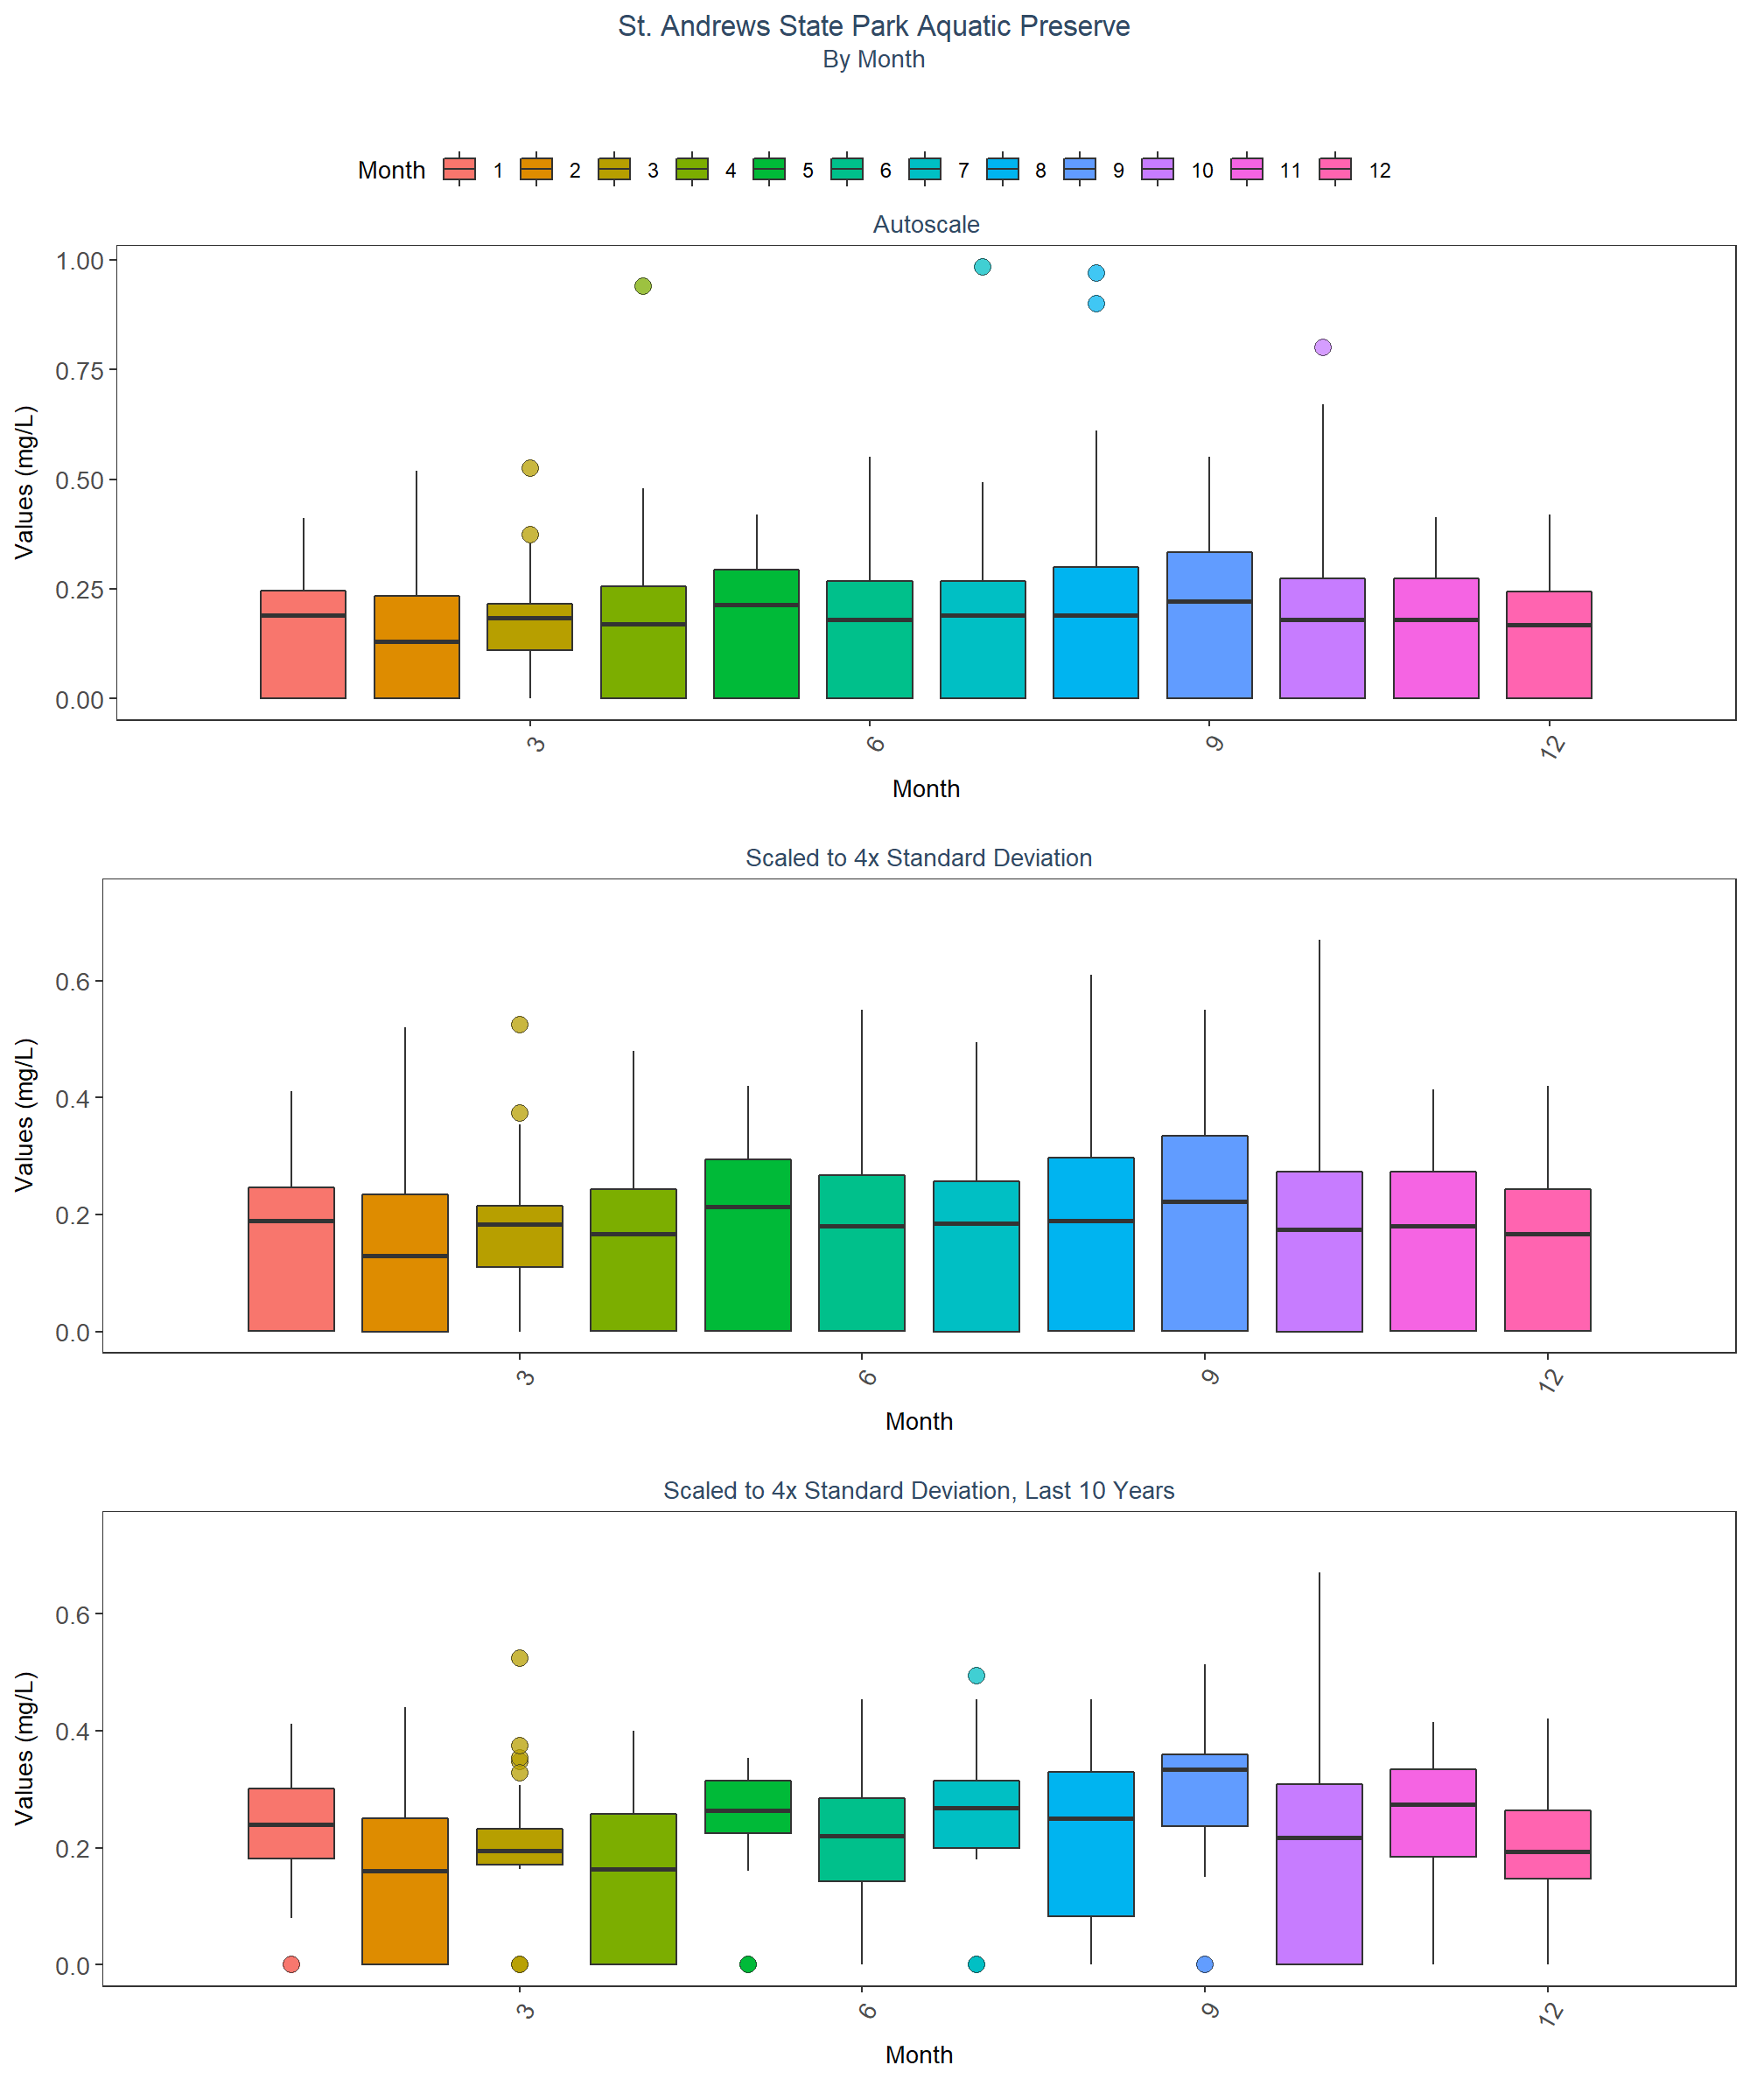 St. Andrews State Park Aquatic Preserve
By Month
Month 1 2 3 4 5 6 7 8 9 10 11 12
Autoscale
1.00
0.75
0.50
0.25
0.00
Values (mg/L)
3 6 9 12
Month
Scaled to 4x Standard Deviation
0.6
0.4
0.2
0.0
Values (mg/L)
3 6 9 12
Month
Scaled to 4x Standard Deviation, Last 10 Years
0.6
0.4
0.2
0.0
Values (mg/L)
3 6 9 12
Month